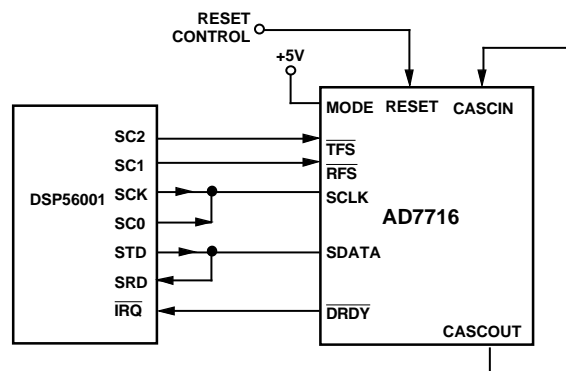 RESET
CONTROL
+5V
MODE RESET CASCIN
SC2
TFS
SC1
RFS
SCK
SCLK
DSP56001
AD7716
SC0
STD
SDATA
SRD
IRQ
DRDY
CASCOUT